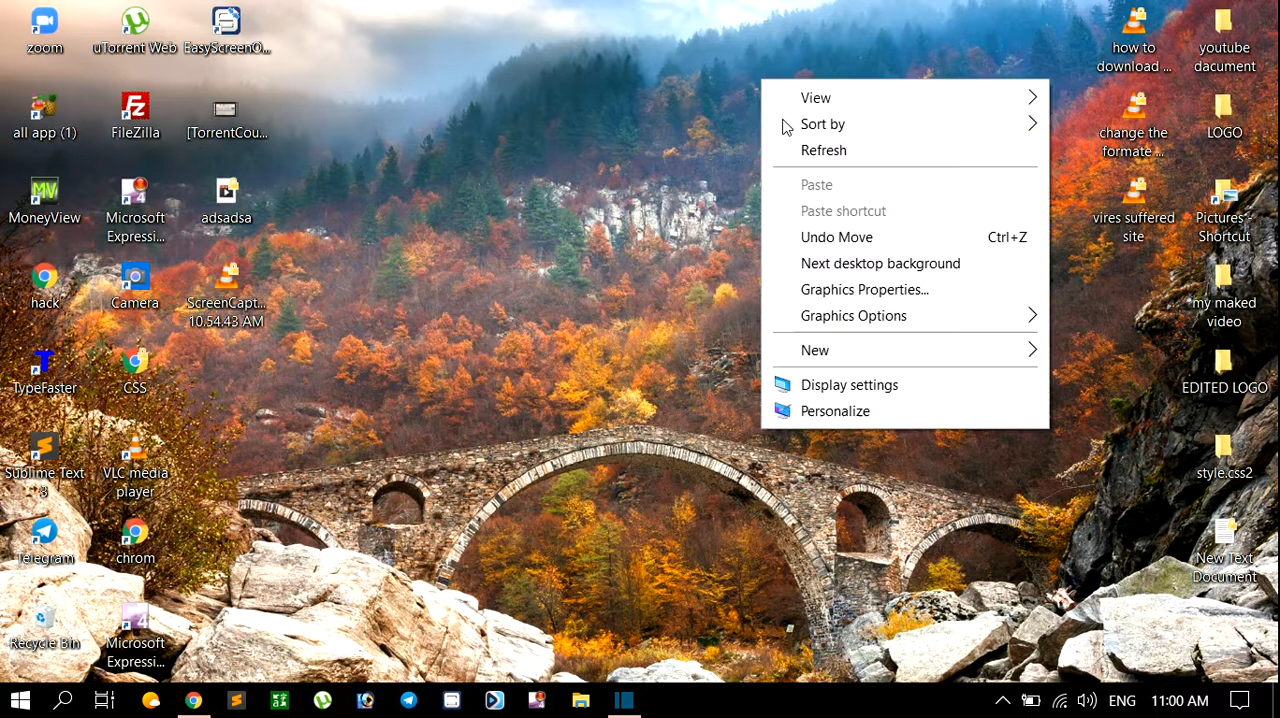 zoom
uTorrent Web
EasyScreenO...
all app (1)
FileZilla
[TorrentCou...
MoneyView
Microsoft
Expressi...
adsadsa
hack
Camera
ScreenCapt...
10.54.43 AM
TypeFaster
CSS
Sublime Text
3
VLC media
player
Telegram
chrom
Recycle Bin
Microsoft
Expressi...
View
Sort by
Refresh
Paste
Paste shortcut
Undo Move Ctrl+Z
Next desktop background
Graphics Properties...
Graphics Options
New
Display settings
Personalize
how to
download ...
youtube
dacument
change the
formate ...
LOGO
vires suffered
site
Pictures -
Shortcut
my maked
video
EDITED LOGO
style.css2
New Text
Document
ENG 11:00 AM